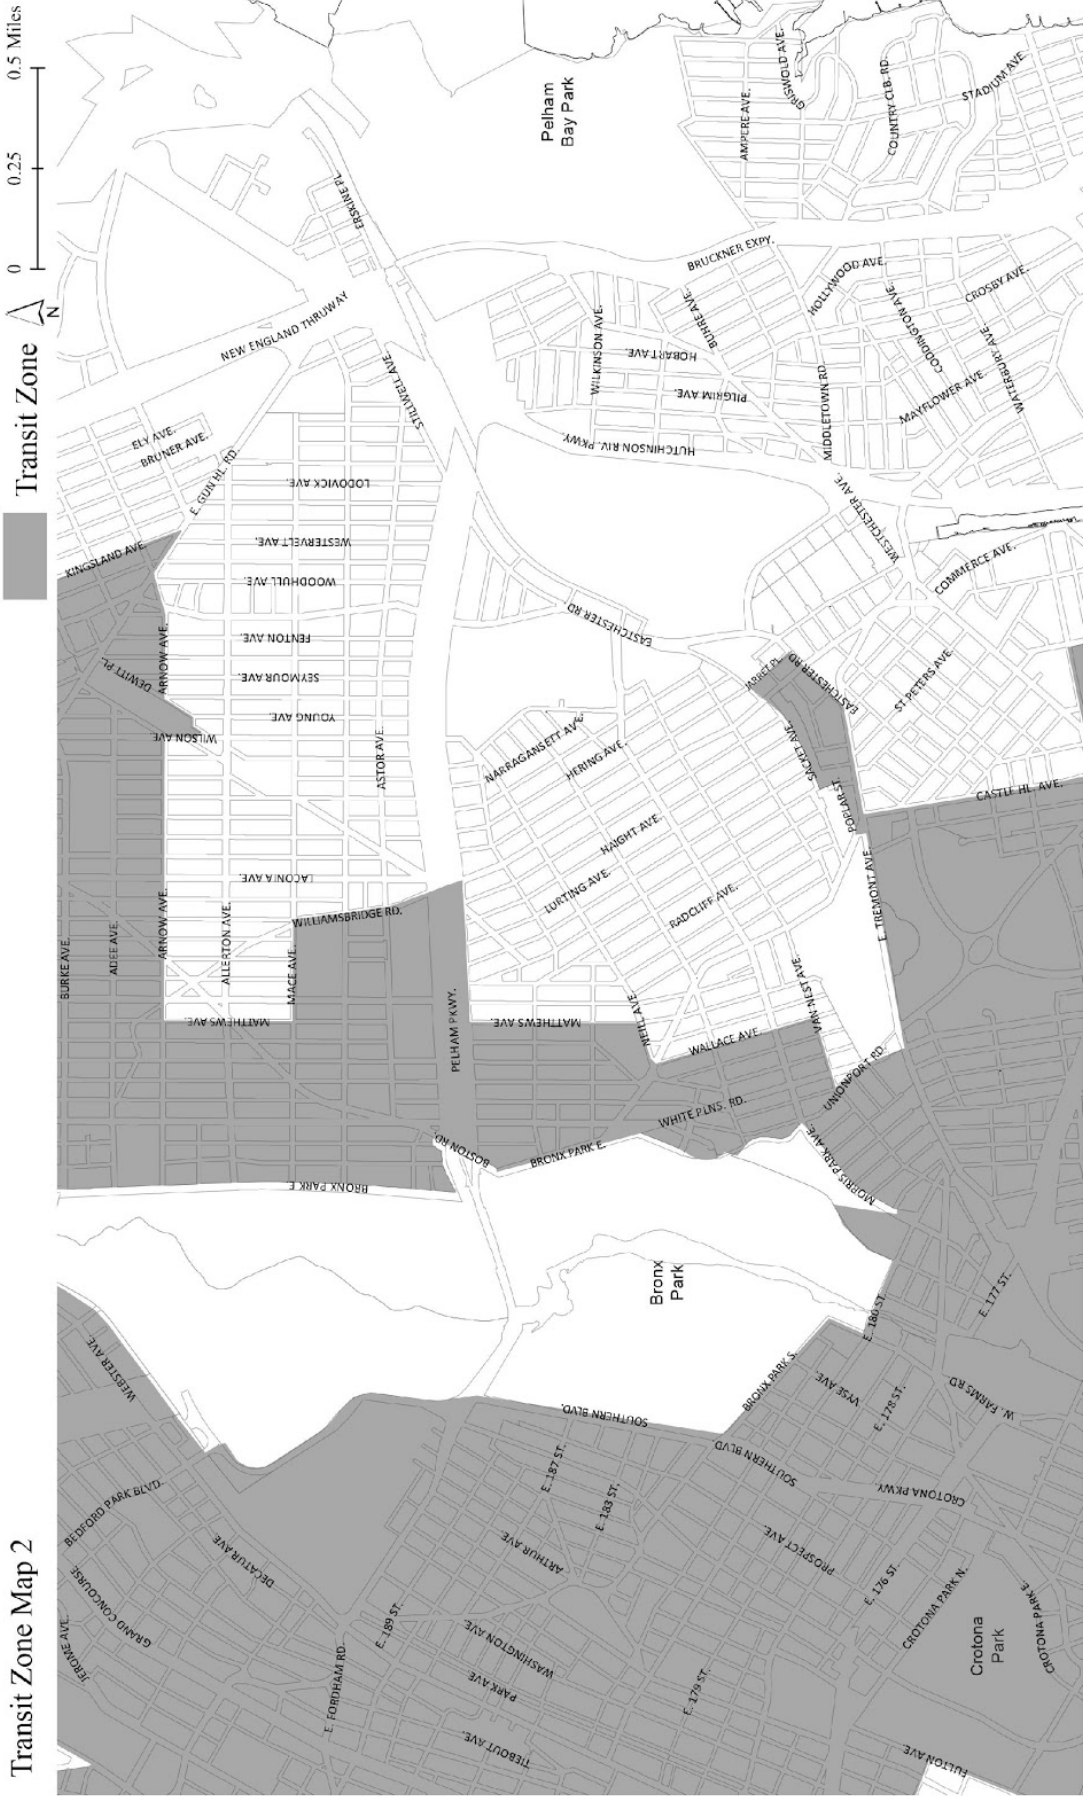 Transit Zone Map 2
Transit Zone
N
0
0.25
0.5 Miles
WEBSTER AVE
BEDFORD PARK BLVD.
GRAND CONCOURSE
JEROME AVE.
DECATUR AVE
E. FORDHAM RD.
E. 189 ST.
WASHINGTON AVE.
PARK AVE
TIEBOUT AVE.
ARTHUR AVE
E. 187 ST.
E. 183 ST.
SOUTHERN BLVD.
E. 179 ST.
SOUTHERN BLVD
BRONX PARK S.
VYSE AVE
E. 178 ST.
E. 180 ST.
PROSPECT AVE.
E. 176 ST.
CROTONA PKWY
W. FARMS RD
E. 177 ST.
CROTONA PARK N.
Crotona
Park
CROTONA PARK E.
FULTON AVE.
Bronx
Park
BURKE AVE.
ADEE AVE.
ARNOW AVE.
ALLERTON AVE.
MACE AVE.
MATTHEWS AVE.
BRONX PARK E.
BOSTON RD.
PELHAM PKWY.
WILLIAMSBRIDGE RD.
LACONIA AVE.
ASTOR AVE.
KINGSLAND AVE.
DEWITT PL.
ARNOW AVE.
WILSON AVE
YOUNG AVE.
SEYMOUR AVE.
FENTON AVE.
WOODHULL AVE.
WESTERVELT AVE.
LODOVICK AVE.
E. GUN HL. RD.
ELY AVE.
BRUNER AVE.
NEW ENGLAND THRUWAY
STILLWELL AVE.
ERSKINE PL.
MATTHEWS AVE.
BRONX PARK E.
NEIL AVE.
WALLACE AVE.
WHITE PLNS. RD.
VAN NEST AVE.
UNIONPORT RD.
MORRIS PARK AVE.
LURTING AVE.
HAIGHT AVE.
RADCLIFF AVE.
NARRAGANSETT AVE.
HERING AVE.
EASTCHESTER RD
JARRET PL.
SACKET AVE.
EASTCHESTER RD
POPLAR ST.
E. TREMONT AVE.
CASTLE HL. AVE.
ST PETERS AVE.
COMMERCE AVE.
WESTCHESTER AVE.
HUTCHINSON RIV. PKWY.
WILKINSON AVE.
HOBART AVE.
PILGRIM AVE.
BUHRE AVE.
MIDDLETOWN RD.
BRUCKNER EXPY.
HOLLYWOOD AVE.
CODDINGTON AVE.
MAYFLOWER AVE.
WATERBURY AVE
CROSBY AVE.
Pelham
Bay Park
AMPERE AVE.
GRISWOLD AVE.
COUNTRY CLB. RD.
STADIUM AVE.